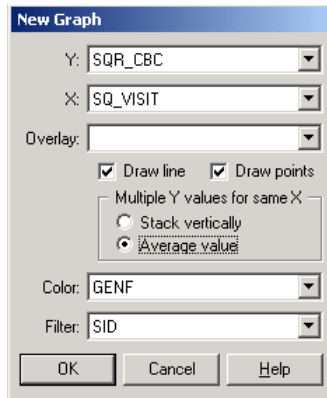 New Graph
Y: SQR_CBC
X: SQ_VISIT
Overlay:
Draw line Draw points
Multiple Y values for same X
Stack vertically
Average value
Color: GENF
Filter: SID
OK Cancel Help